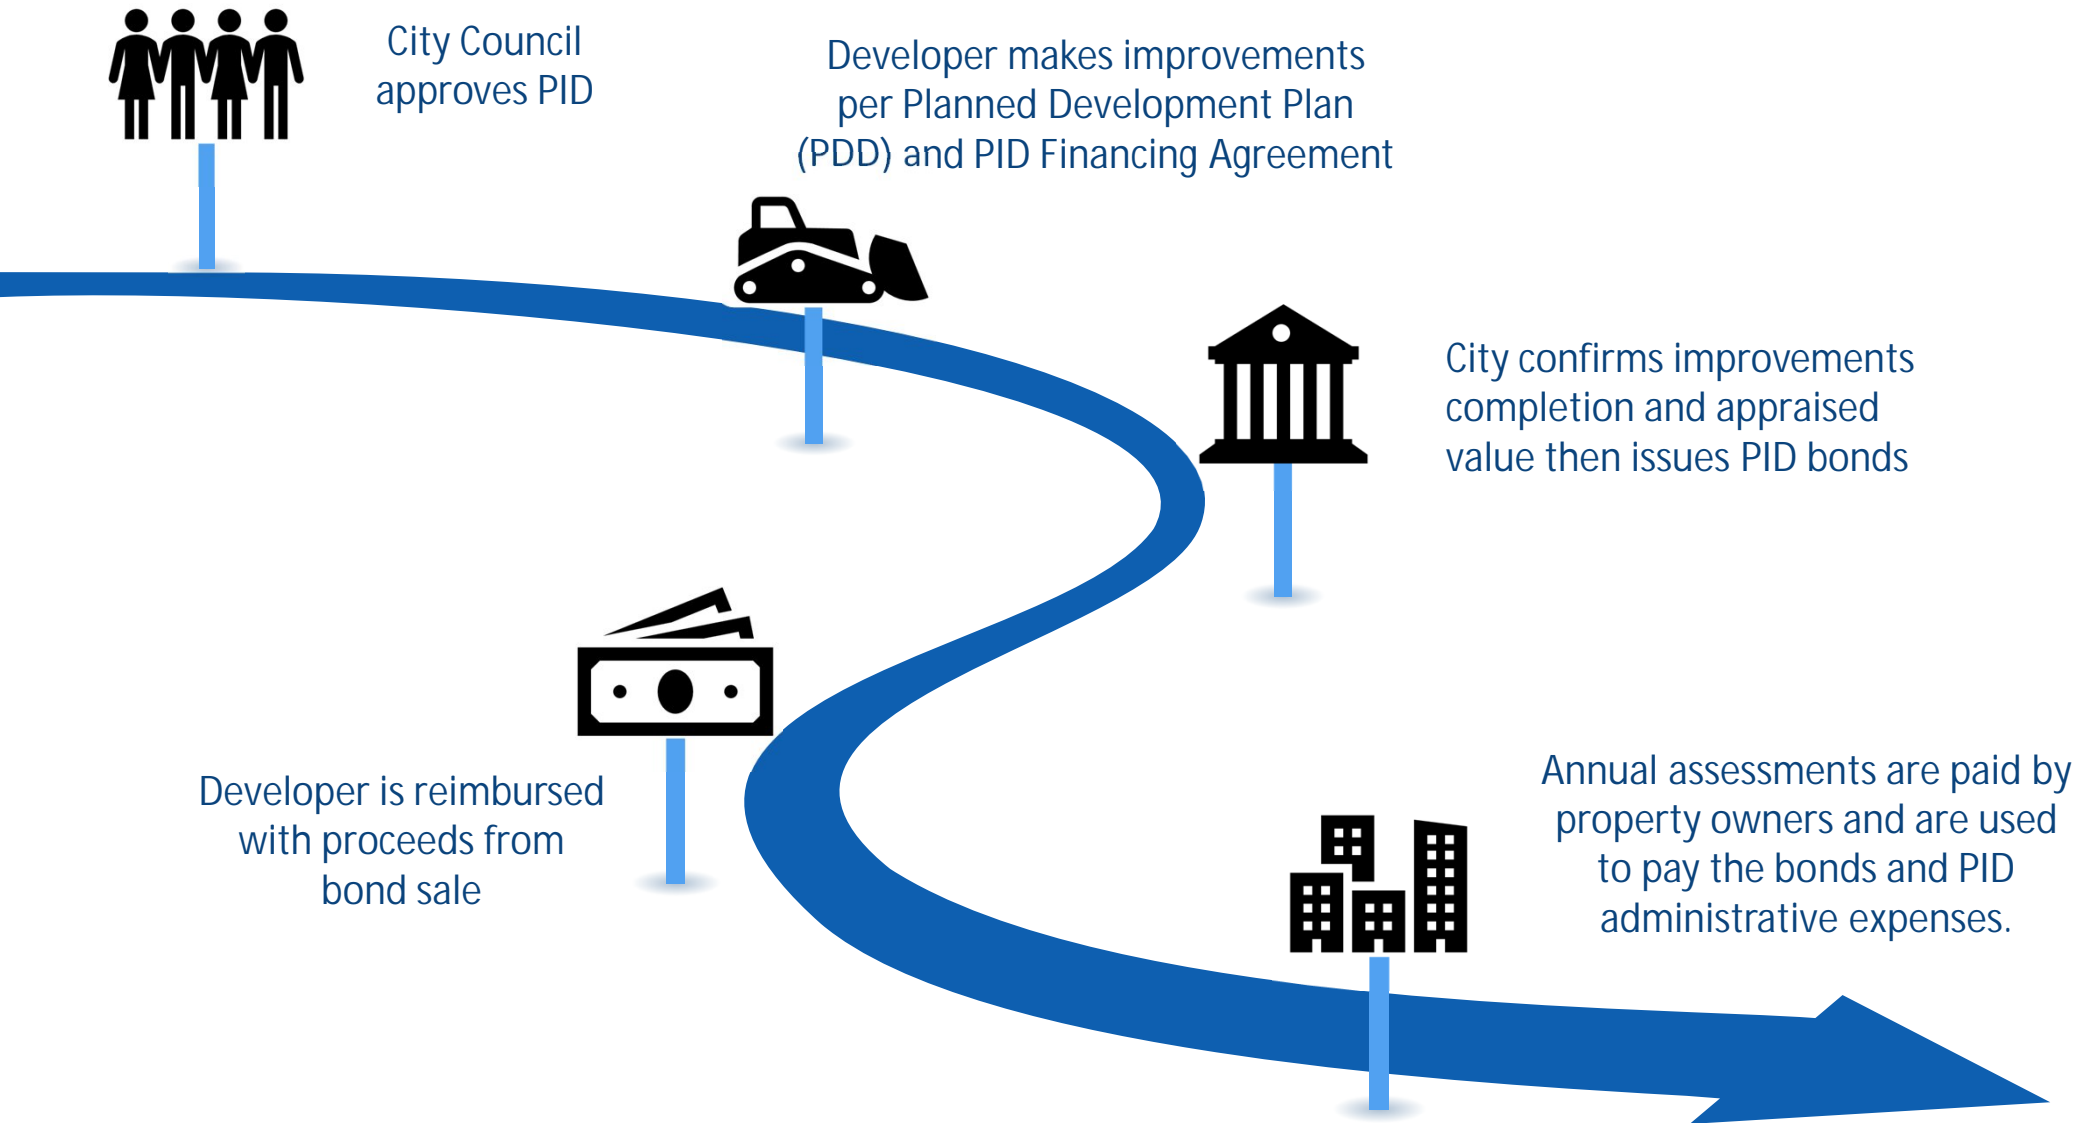 City Council
approves PID
Developer makes improvements
per Planned Development Plan
(PDD) and PID Financing Agreement
City confirms improvements
completion and appraised
value then issues PID bonds
Developer is reimbursed
with proceeds from
bond sale
Annual assessments are paid by
property owners and are used
to pay the bonds and PID
administrative expenses.